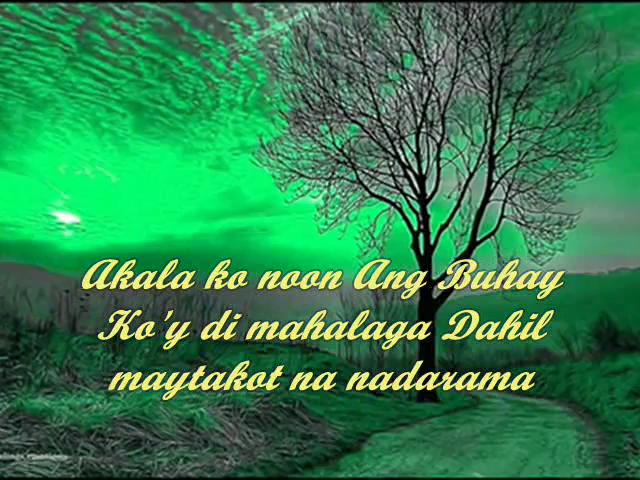 Akala ko noon Ang Buhay
Ko'y di mahalaga Dahil
maytakot na nadarama